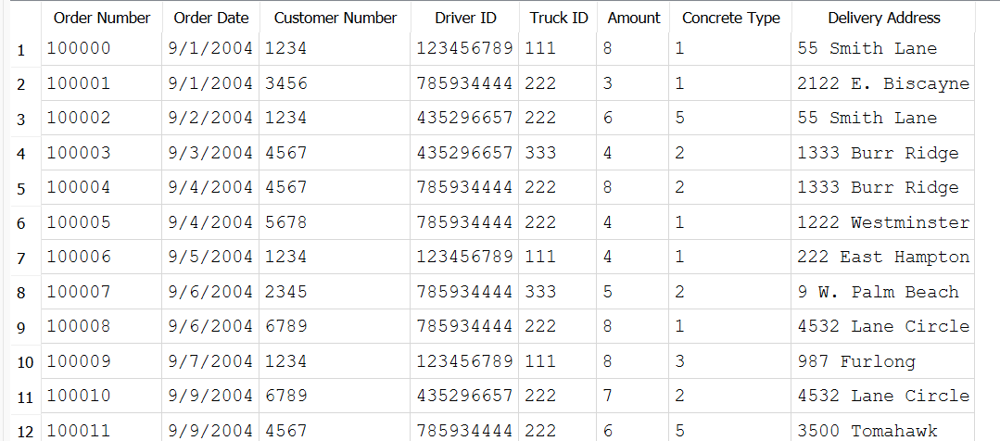 Order Number Order Date Customer Number Driver ID Truck ID Amount Concrete Type Delivery Address
1 100000 9/1/2004 1234 123456789 111 8 1 55 Smith Lane
2 100001 9/1/2004 3456 785934444 222 3 1 2122 E. Biscayne
3 100002 9/2/2004 1234 435296657 222 6 5 55 Smith Lane
4 100003 9/3/2004 4567 435296657 333 4 2 1333 Burr Ridge
5 100004 9/4/2004 4567 785934444 222 8 2 1333 Burr Ridge
6 100005 9/4/2004 5678 785934444 222 4 1 1222 Westminster
7 100006 9/5/2004 1234 123456789 111 4 1 222 East Hampton
8 100007 9/6/2004 2345 785934444 333 5 2 9 W. Palm Beach
9 100008 9/6/2004 6789 785934444 222 8 1 4532 Lane Circle
10 100009 9/7/2004 1234 123456789 111 8 3 987 Furlong
11 100010 9/9/2004 6789 435296657 222 7 2 4532 Lane Circle
12 100011 9/9/2004 4567 785934444 222 6 5 3500 Tomahawk